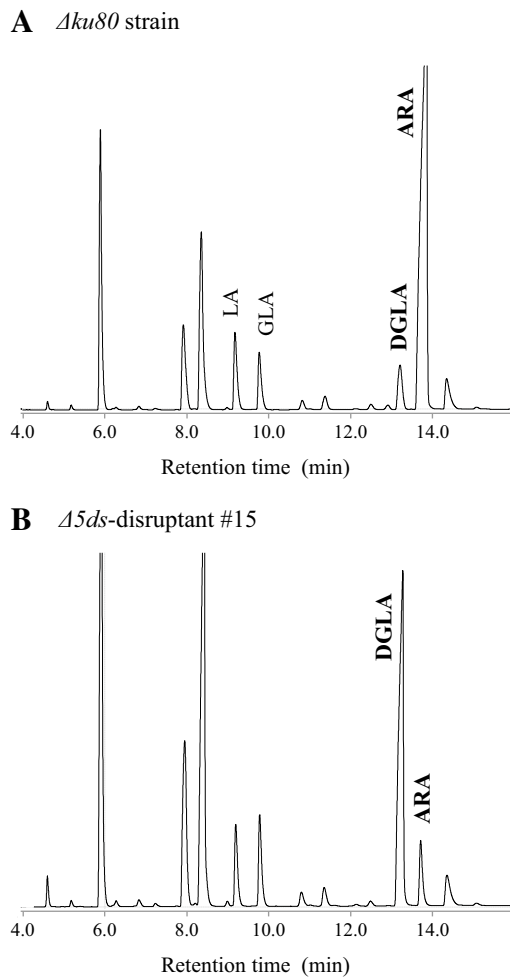 A Δku80 strain
ARA
DGLA
LA
GLA
4.0 6.0 8.0 10.0 12.0 14.0
Retention time (min)
B Δ5ds-disruptant #15
DGLA
ARA
4.0 6.0 8.0 10.0 12.0 14.0
Retention time (min)